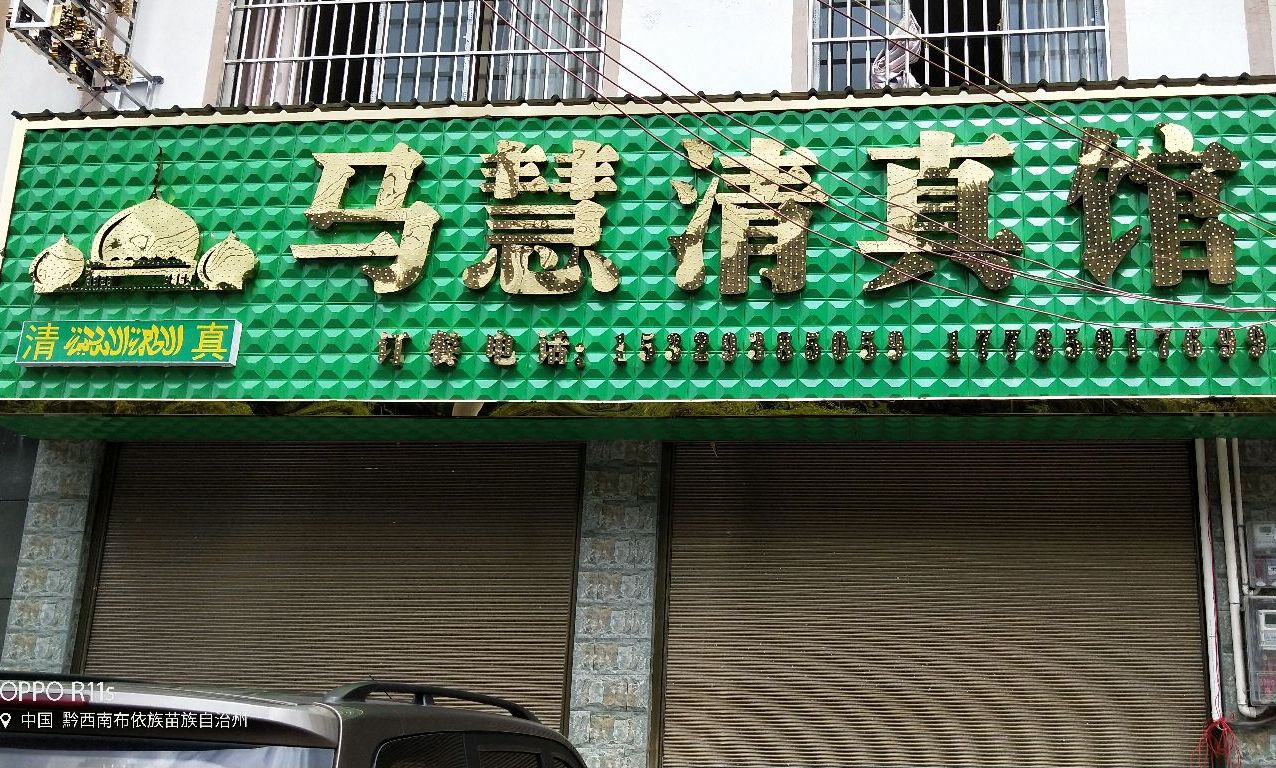 马慧清真馆
清 真
订餐电话: 15329385059 17785917899
OPPO R11s
中国 黔西南布依族苗族自治州